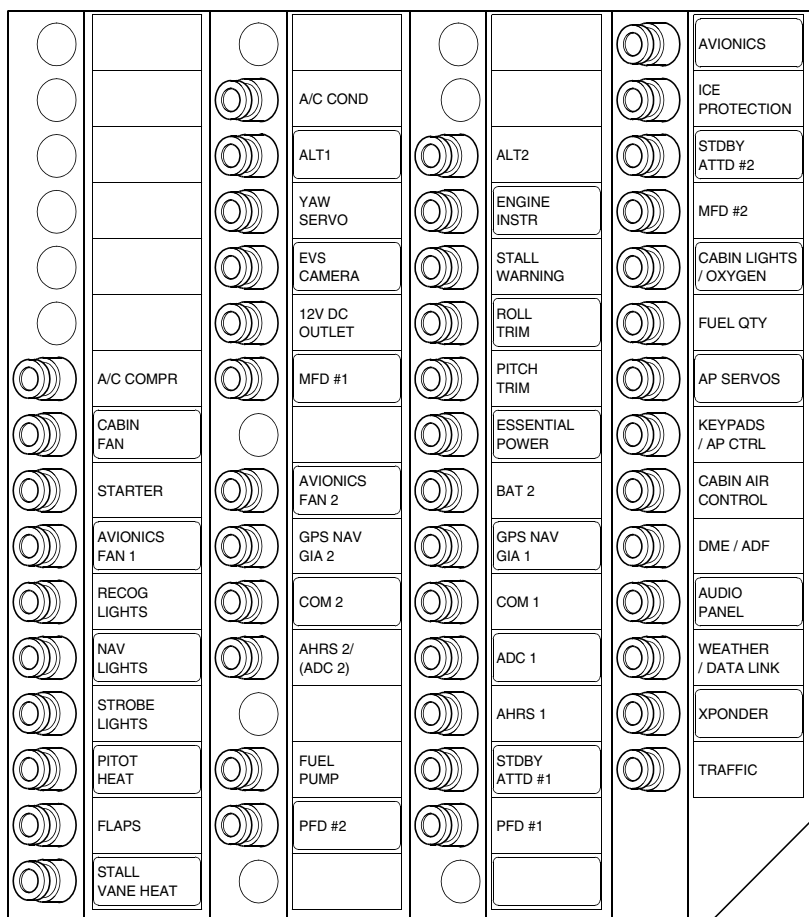 A/C COMPR
CABIN
FAN
STARTER
AVIONICS
FAN 1
RECOG
LIGHTS
NAV
LIGHTS
STROBE
LIGHTS
PITOT
HEAT
FLAPS
STALL
VANE HEAT
A/C COND
ALT1
YAW
SERVO
EVS
CAMERA
12V DC
OUTLET
MFD #1
AVIONICS
FAN 2
GPS NAV
GIA 2
COM 2
AHRS 2/
(ADC 2)
FUEL
PUMP
PFD #2
ALT2
ENGINE
INSTR
STALL
WARNING
ROLL
TRIM
PITCH
TRIM
ESSENTIAL
POWER
BAT 2
GPS NAV
GIA 1
COM 1
ADC 1
AHRS 1
STDBY
ATTD #1
PFD #1
AVIONICS
ICE
PROTECTION
STDBY
ATTD #2
MFD #2
CABIN LIGHTS
/ OXYGEN
FUEL QTY
AP SERVOS
KEYPADS
/ AP CTRL
CABIN AIR
CONTROL
DME / ADF
AUDIO
PANEL
WEATHER
/ DATA LINK
XPONDER
TRAFFIC